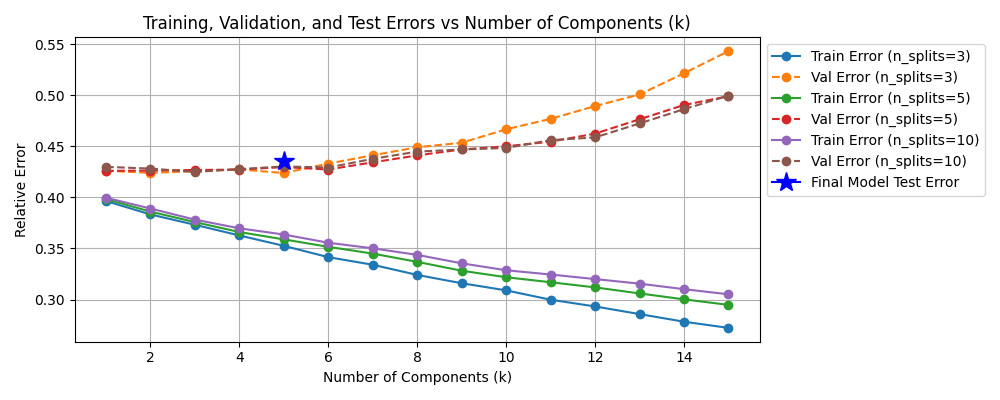 Training, Validation, and Test Errors vs Number of Components (k)
Relative Error
0.55
0.50
0.45
0.40
0.35
0.30
2 4 6 8 10 12 14
Number of Components (k)
Train Error (n_splits=3)
Val Error (n_splits=3)
Train Error (n_splits=5)
Val Error (n_splits=5)
Train Error (n_splits=10)
Val Error (n_splits=10)
Final Model Test Error